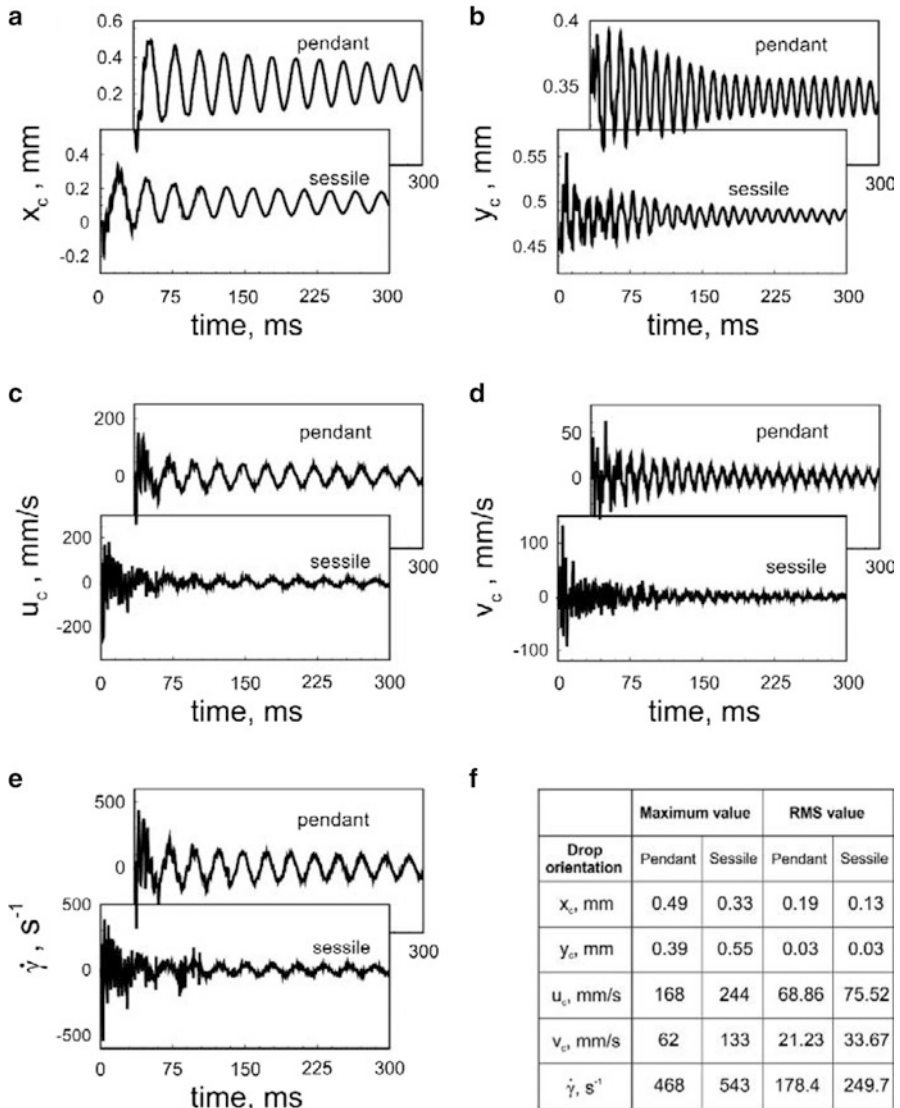 a
0.6
pendant
0.4
0.2
0.4
sessile
300
0.2
0
-0.2
x_c , mm
0 75 150 225 300
time, ms
b
0.4
pendant
0.35
0.55
sessile
300
0.5
0.45
y_c , mm
0 75 150 225 300
time, ms
c
200
pendant
0
200
sessile
300
0
-200
u_c , mm/s
0 75 150 225 300
time, ms
d
50
pendant
0
100
sessile
300
0
-100
v_c , mm/s
0 75 150 225 300
time, ms
e
500
pendant
0
500
sessile
300
0
-500
γ̇ , s⁻¹
0 75 150 225 300
time, ms
f
Maximum value RMS value
Drop orientation Pendant Sessile Pendant Sessile
x_c, mm 0.49 0.33 0.19 0.13
y_c, mm 0.39 0.55 0.03 0.03
u_c, mm/s 168 244 68.86 75.52
v_c, mm/s 62 133 21.23 33.67
γ̇, s⁻¹ 468 543 178.4 249.7